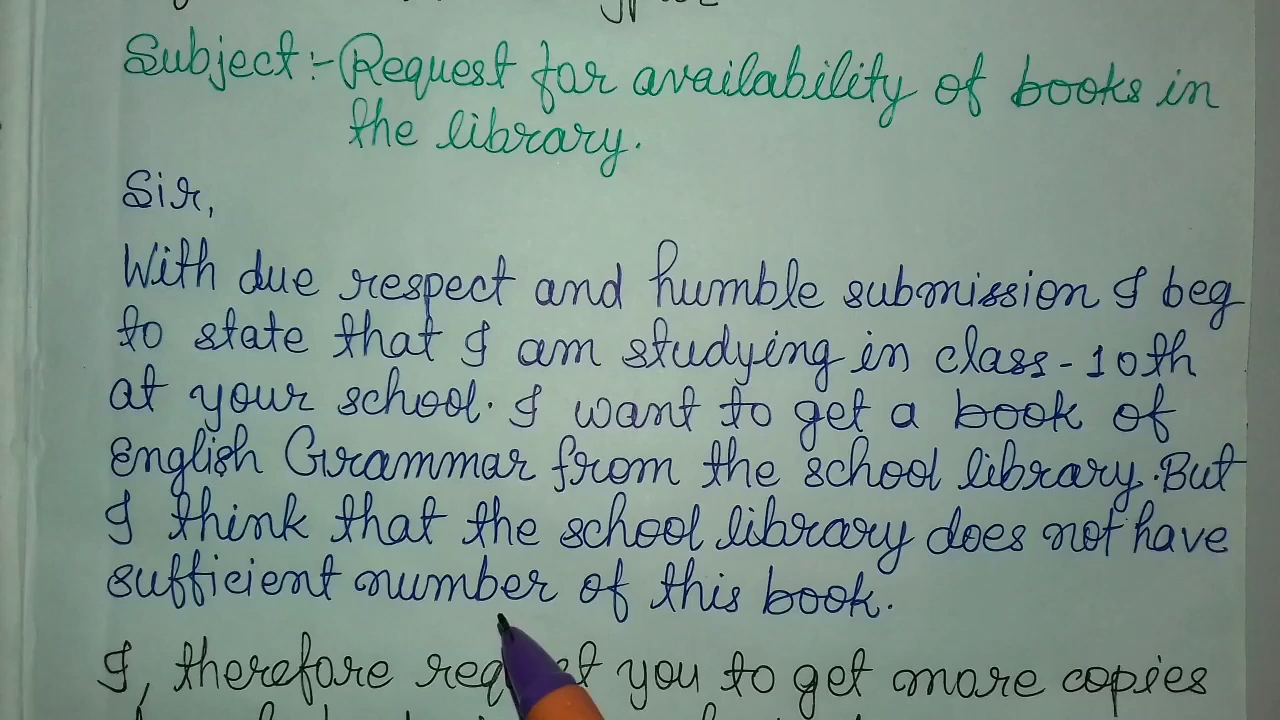 Subject:- Request for availability of books in
the library.
Sir,
With due respect and humble submission I beg
to state that I am studying in class-10th
at your school. I want to get a book of
English Grammar from the school library. But
I think that the school library does not have
sufficient number of this book.
I, therefore request you to get more copies